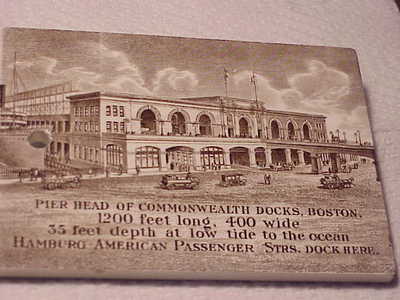 PIER HEAD OF COMMONWEALTH DOCKS, BOSTON.
1200 feet long, 400 wide
35 feet depth at low tide to the ocean
HAMBURG AMERICAN PASSENGER STRS. DOCK HERE.